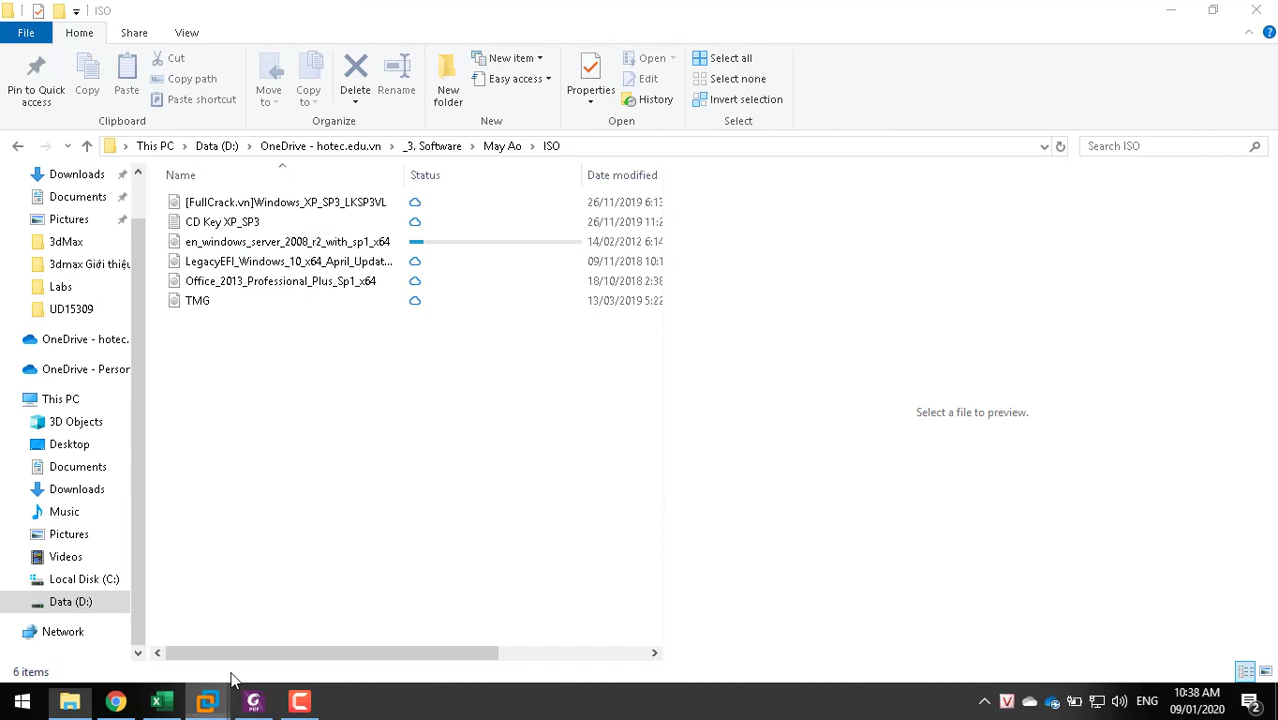 ISO
File Home Share View
Pin to Quick access
Copy
Paste
Cut
Copy path
Paste shortcut
Clipboard
Move to
Copy to
Delete
Rename
Organize
New folder
New item
Easy access
New
Properties
Open
Edit
History
Open
Select all
Select none
Invert selection
Select
This PC > Data (D:) > OneDrive - hotec.edu.vn > _3. Software > May Ao > ISO
Search ISO
Downloads
Documents
Pictures
3dMax
3dmax Giới thiệu
Labs
UD15309
OneDrive - hotec.
OneDrive - Person
This PC
3D Objects
Desktop
Documents
Downloads
Music
Pictures
Videos
Local Disk (C:)
Data (D:)
Network
Name Status Date modified
[FullCrack.vn]Windows_XP_SP3_LKSP3VL 26/11/2019 6:13
CD Key XP_SP3 26/11/2019 11:2
en_windows_server_2008_r2_with_sp1_x64 14/02/2012 6:14
LegacyEFI_Windows_10_x64_April_Updat... 09/11/2018 10:1
Office_2013_Professional_Plus_Sp1_x64 18/10/2018 2:38
TMG 13/03/2019 5:22
Select a file to preview.
6 items
PDF
V
ENG
10:38 AM
09/01/2020
2